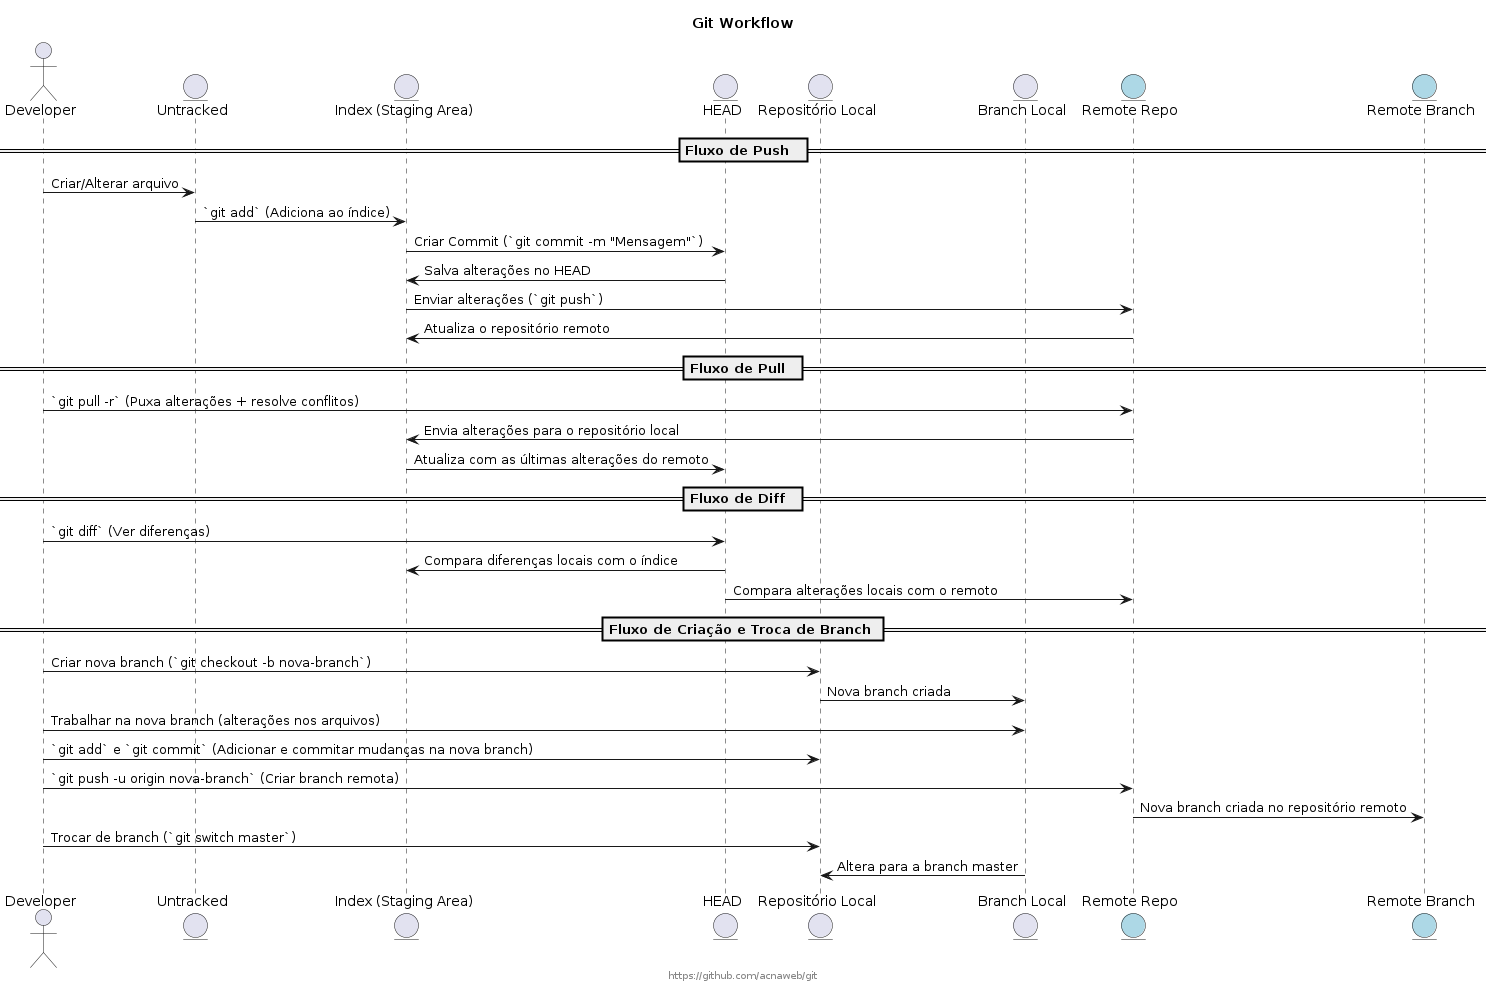 Git Workflow
Developer
Untracked
Index (Staging Area)
HEAD
Repositório Local
Branch Local
Remote Repo
Remote Branch
Fluxo de Push
Criar/Alterar arquivo
`git add` (Adiciona ao índice)
Criar Commit (`git commit -m "Mensagem"`)
Salva alterações no HEAD
Enviar alterações (`git push`)
Atualiza o repositório remoto
Fluxo de Pull
`git pull -r` (Puxa alterações + resolve conflitos)
Envia alterações para o repositório local
Atualiza com as últimas alterações do remoto
Fluxo de Diff
`git diff` (Ver diferenças)
Compara diferenças locais com o índice
Compara alterações locais com o remoto
Fluxo de Criação e Troca de Branch
Criar nova branch (`git checkout -b nova-branch`)
Nova branch criada
Trabalhar na nova branch (alterações nos arquivos)
`git add` e `git commit` (Adicionar e commitar mudanças na nova branch)
`git push -u origin nova-branch` (Criar branch remota)
Nova branch criada no repositório remoto
Trocar de branch (`git switch master`)
Altera para a branch master
Developer
Untracked
Index (Staging Area)
HEAD
Repositório Local
Branch Local
Remote Repo
Remote Branch
https://github.com/acnaweb/git